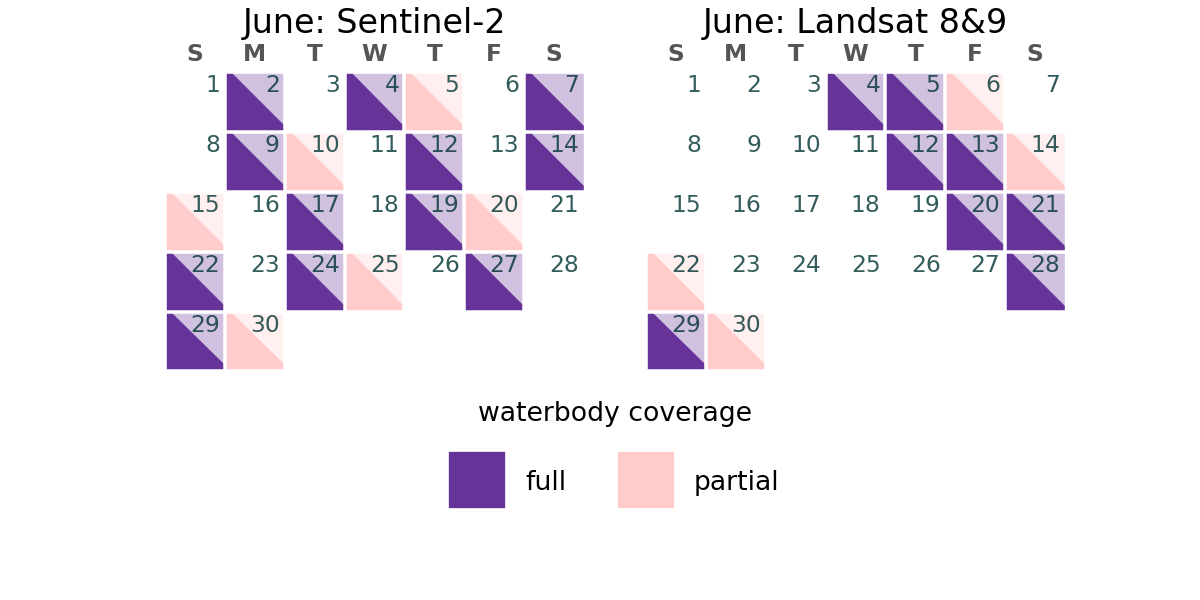 June: Sentinel-2
S M T W T F S
1 2 3 4 5 6 7
8 9 10 11 12 13 14
15 16 17 18 19 20 21
22 23 24 25 26 27 28
29 30
June: Landsat 8&9
S M T W T F S
1 2 3 4 5 6 7
8 9 10 11 12 13 14
15 16 17 18 19 20 21
22 23 24 25 26 27 28
29 30
waterbody coverage
full
partial